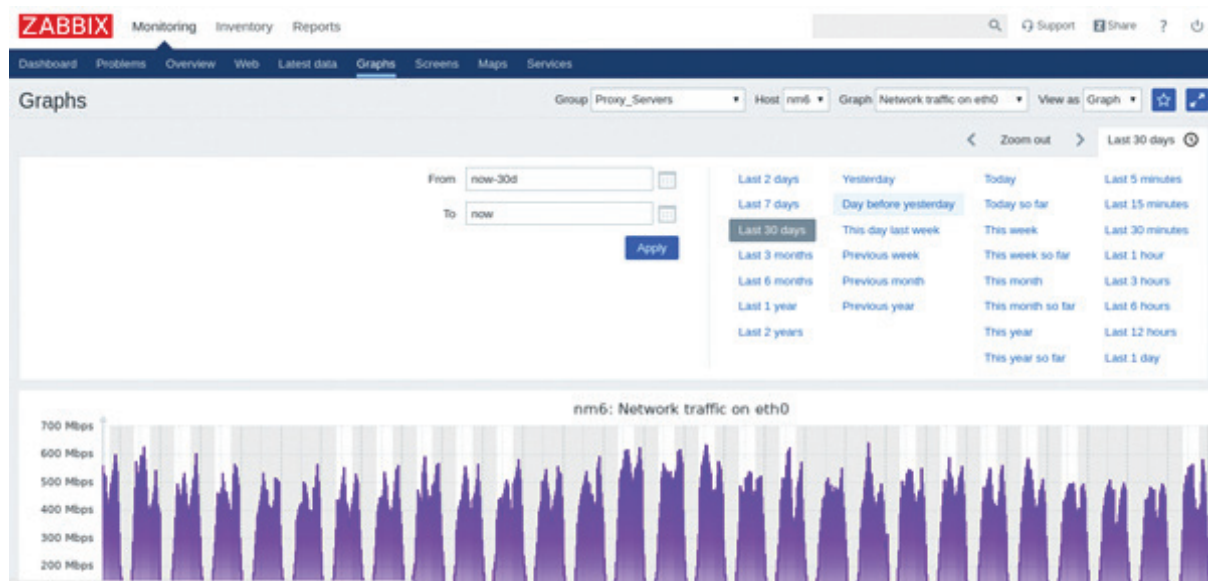 ZABBIX Monitoring Inventory Reports Support Share ?
Dashboard Problems Overview Web Latest data Graphs Screens Maps Services
Graphs Group Proxy_Servers Host nm6 Graph Network traffic on eth0 View as Graph
Zoom out Last 30 days
From now-30d
To now
Apply
Last 2 days Yesterday Today Last 5 minutes
Last 7 days Day before yesterday Today so far Last 15 minutes
Last 30 days This day last week This week Last 30 minutes
Last 3 months Previous week This week so far Last 1 hour
Last 6 months Previous month This month Last 3 hours
Last 1 year Previous year This month so far Last 6 hours
Last 2 years This year Last 12 hours
This year so far Last 1 day
nm6: Network traffic on eth0
700 Mbps
600 Mbps
500 Mbps
400 Mbps
300 Mbps
200 Mbps